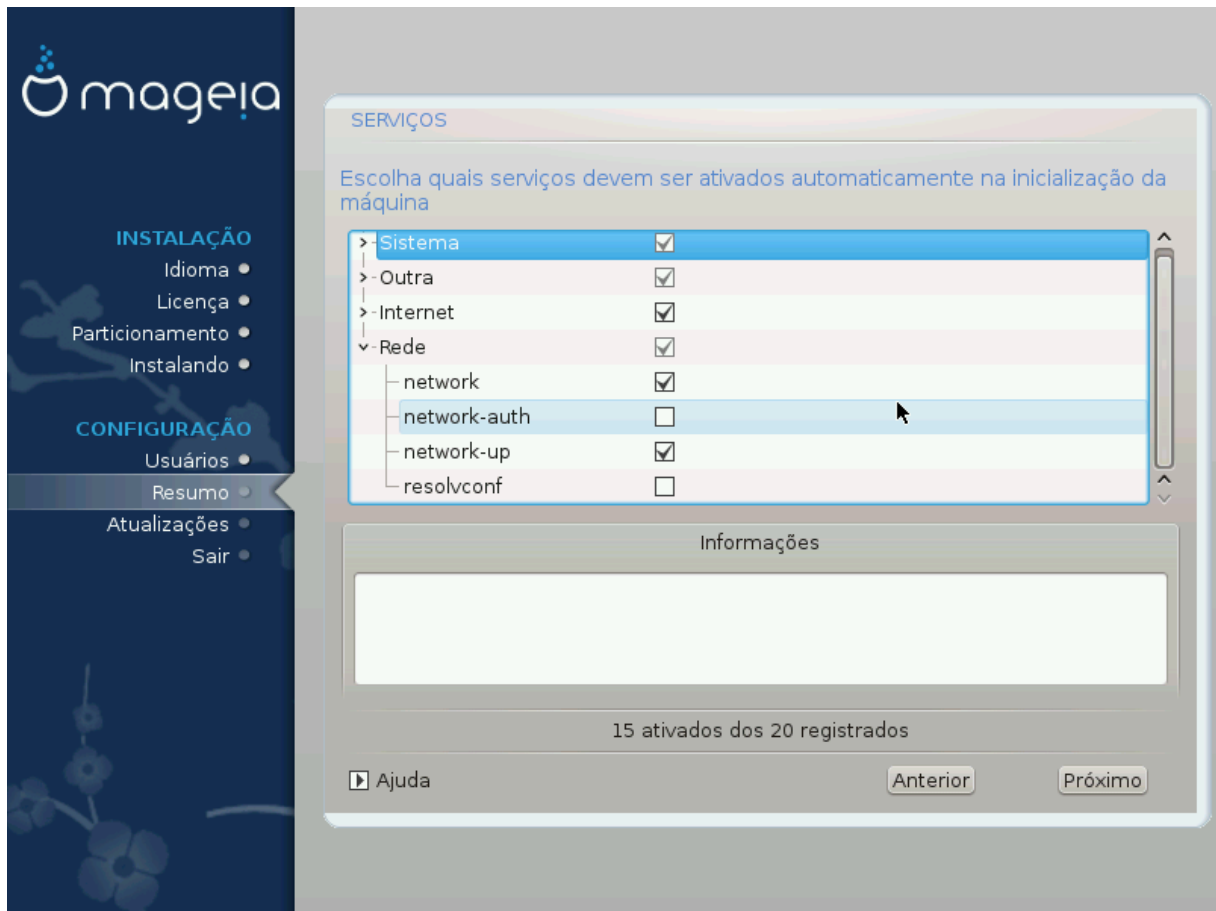 mageia
INSTALAÇÃO
Idioma
Licença
Particionamento
Instalando
CONFIGURAÇÃO
Usuários
Resumo
Atualizações
Sair
SERVIÇOS
Escolha quais serviços devem ser ativados automaticamente na inicialização da
máquina
Sistema
Outra
Internet
Rede
network
network-auth
network-up
resolvconf
Informações
15 ativados dos 20 registrados
Ajuda
Anterior
Próximo